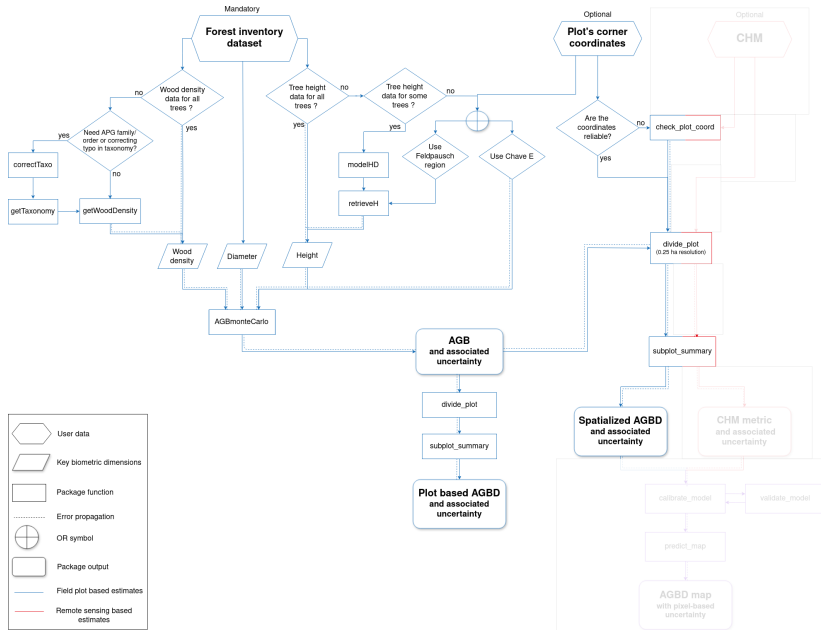 Mandatory
Forest inventory
dataset
Optional
Plot's corner
coordinates
Optional
CHM
Wood density
data for all
trees ?
no
yes
Tree height
data for all
trees ?
no
yes
Tree height
data for some
trees ?
no
yes
Need APG family/
order or correcting
typo in taxonomy?
yes
no
Are the
coordinates
reliable?
no
yes
check_plot_coord
correctTaxo
modelHD
Use
Feldpausch
region
Use Chave E
getTaxonomy
getWoodDensity
retrieveH
Wood
density
Diameter
Height
divide_plot
(0.25 ha resolution)
AGBmonteCarlo
AGB
and associated
uncertainty
subplot_summary
divide_plot
subplot_summary
Plot based AGBD
and associated
uncertainty
Spatialized AGBD
and associated
uncertainty
CHM metric
and associated
uncertainty
calibrate_model
validate_model
predict_map
AGBD map
with pixel-based
uncertainty
User data
Key biometric dimensions
Package function
Error propagation
OR symbol
Package output
Field plot based estimates
Remote sensing based
estimates